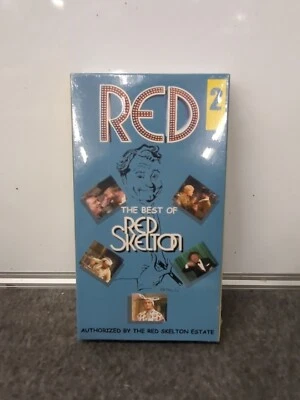 RED
2
THE BEST OF
RED
SKELTON
AUTHORIZED BY THE RED SKELTON ESTATE